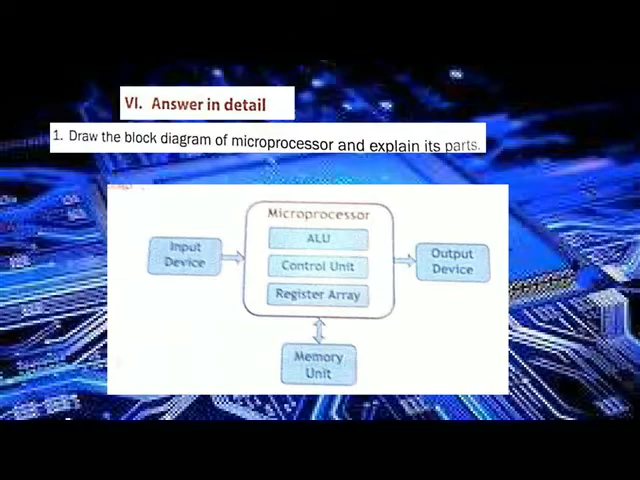 VI. Answer in detail
1. Draw the block diagram of microprocessor and explain its parts.
Microprocessor
ALU
Input
Device
Control Unit
Output
Device
Register Array
Memory
Unit